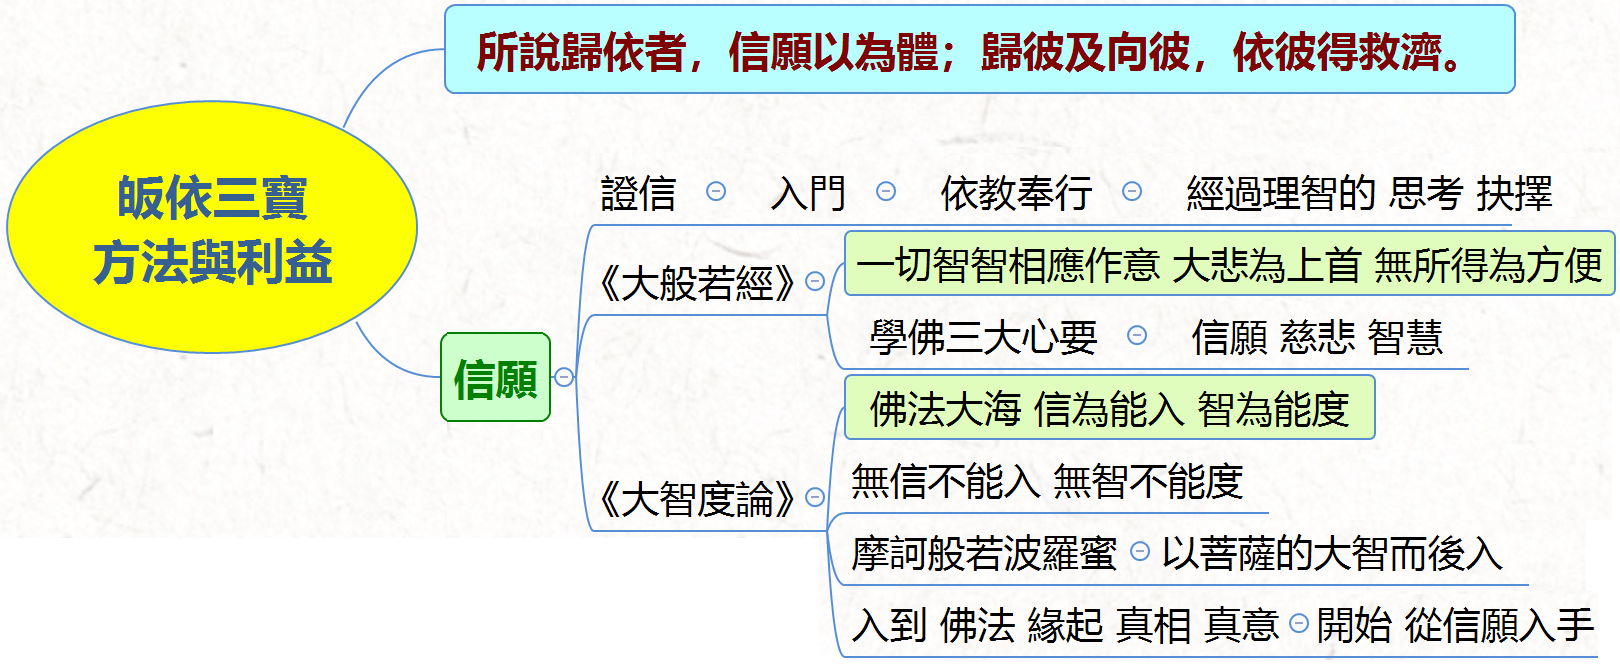 所說歸依者，信願以為體；歸彼及向彼，依彼得救濟。
皈依三寶
方法與利益
信願
證信 入門 依教奉行 經過理智的 思考 抉擇
《大般若經》
一切智智相應作意 大悲為上首 無所得為方便
學佛三大心要 信願 慈悲 智慧
《大智度論》
佛法大海 信為能入 智為能度
無信不能入 無智不能度
摩訶般若波羅蜜 以菩薩的大智而後入
入到 佛法 緣起 真相 真意 開始 從信願入手